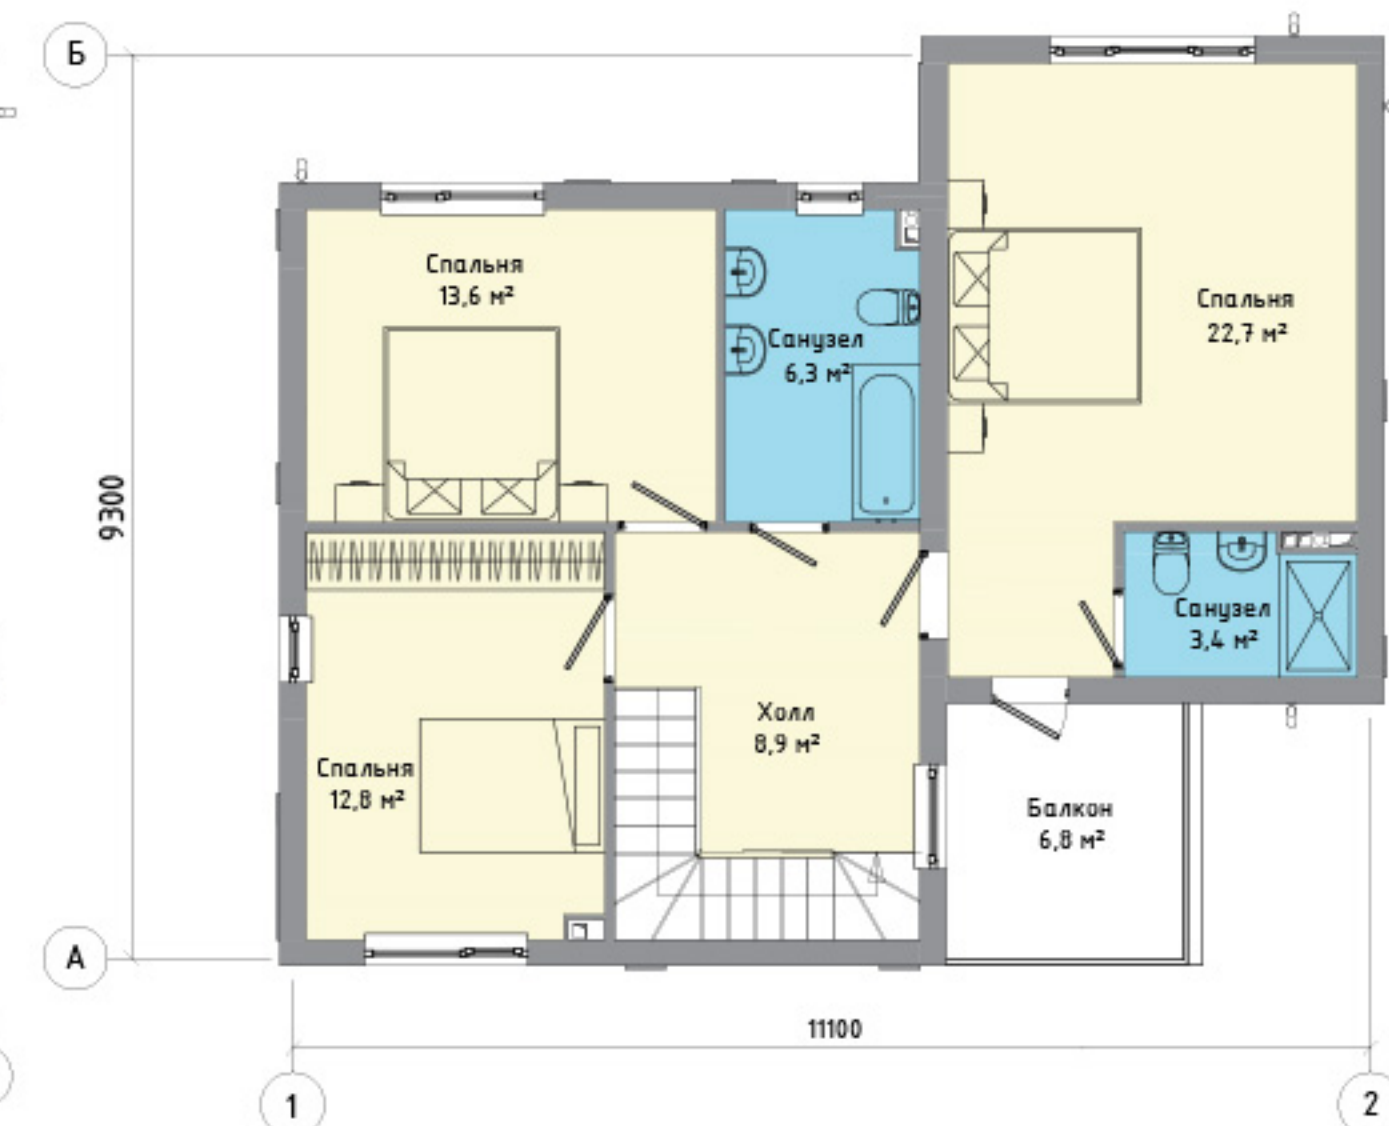 Б
Спальня
13,6 м²
Санузел
6,3 м²
Спальня
22,7 м²
93300
Санузел
3,4 м²
Холл
8,9 м²
Спальня
12,8 м²
Балкон
6,8 м²
А
11100
1
2